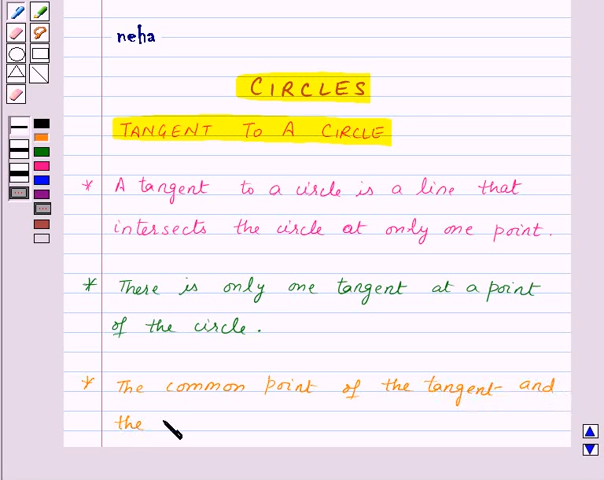 neha
CIRCLES
TANGENT TO A CIRCLE
* A tangent to a circle is a line that
intersects the circle at only one point.
* There is only one tangent at a point
of the circle.
* The common point of the tangent and
the